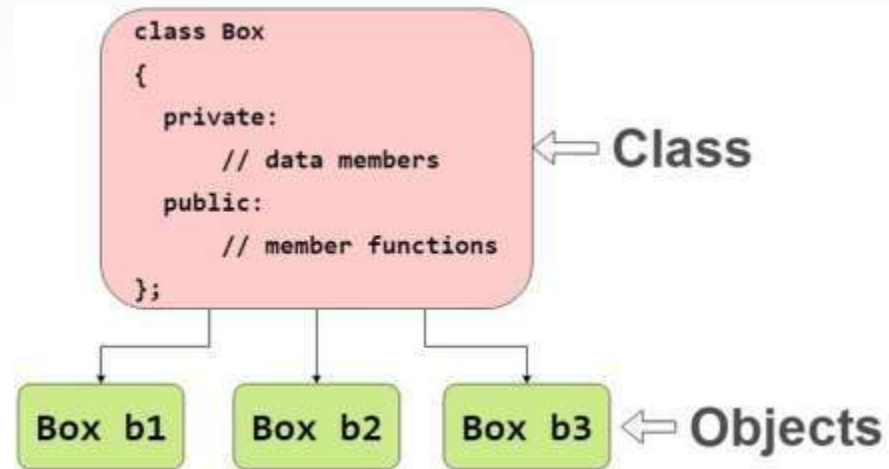 class Box
{
private:
// data members
public:
// member functions
};
Class
Box b1
Box b2
Box b3
Objects